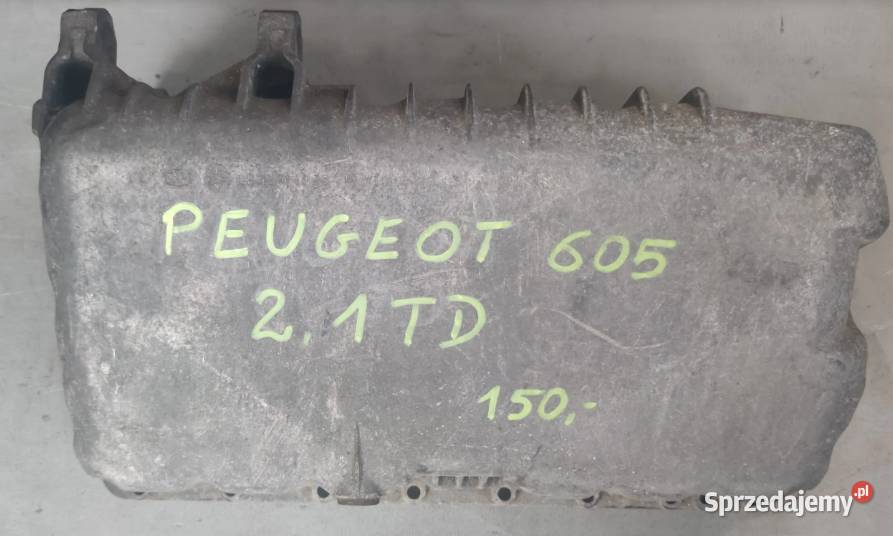 PEUGEOT 605
2.1TD
150,-
Sprzedajemy.pl